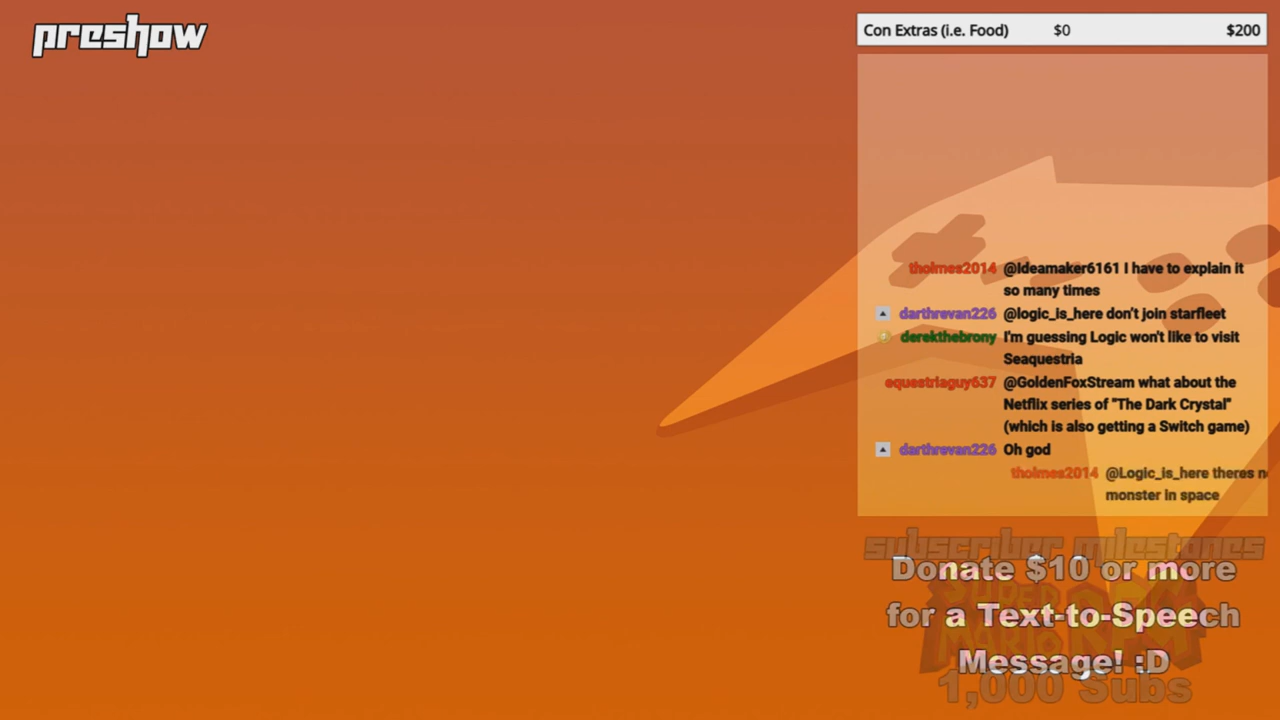 preshow
Con Extras (i.e. Food) $0 $200
tholmes2014 @Ideamaker6161 I have to explain it
so many times
darthrevan226 @logic_is_here don't join starfleet
derekthebrony I'm guessing Logic won't like to visit
Seaquestria
equestriaguy637 @GoldenFoxStream what about the
Netflix series of "The Dark Crystal"
(which is also getting a Switch game)
darthrevan226 Oh god
tholmes2014 @Logic_is_here theres n
monster in space
subscriber milestones
Donate $10 or more
for a Text-to-Speech
Message! :D
SUPER
MARIO RPG
1,000 Subs